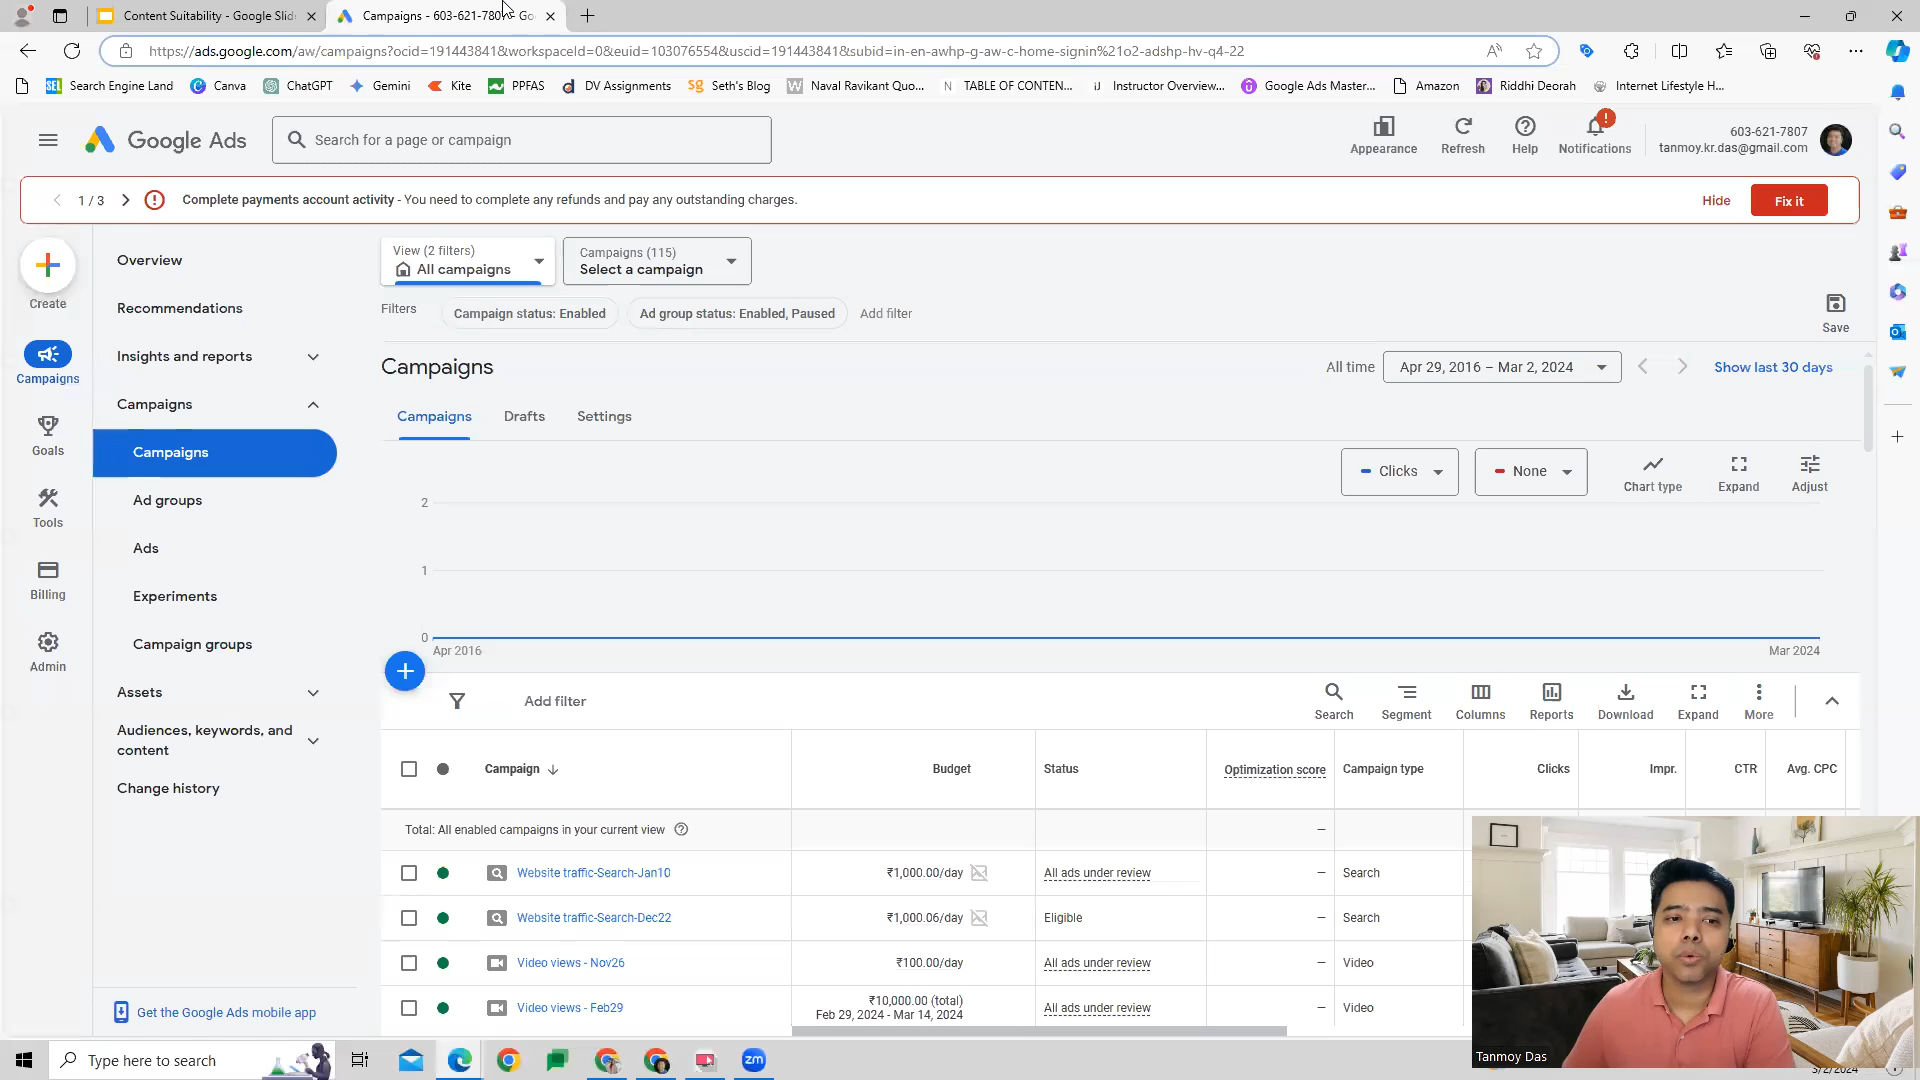 Content Suitability - Google Slid
Campaigns - 603-621-780
Go
https://ads.google.com/aw/campaigns?ocid=191443841&workspaceId=0&euid=103076554&uscid=191443841&subid=in-en-awhp-g-aw-c-home-signin%21o2-adshp-hv-q4-22
SEL Search Engine Land
Canva
ChatGPT
Gemini
Kite
PPFAS
DV Assignments
Seth's Blog
Naval Ravikant Quo...
TABLE OF CONTEN...
Instructor Overview...
Google Ads Master...
Amazon
Riddhi Deorah
Internet Lifestyle H...
Google Ads
Search for a page or campaign
Appearance
Refresh
Help
Notifications
603-621-7807
tanmoy.kr.das@gmail.com
1 / 3
Complete payments account activity - You need to complete any refunds and pay any outstanding charges.
Hide
Fix it
Create
Campaigns
Goals
Tools
Billing
Admin
Overview
Recommendations
Insights and reports
Campaigns
Campaigns
Ad groups
Ads
Experiments
Campaign groups
Assets
Audiences, keywords, and
content
Change history
Get the Google Ads mobile app
View (2 filters)
All campaigns
Campaigns (115)
Select a campaign
Filters
Campaign status: Enabled
Ad group status: Enabled, Paused
Add filter
Save
Campaigns
All time
Apr 29, 2016 – Mar 2, 2024
Show last 30 days
Campaigns
Drafts
Settings
Clicks
None
Chart type
Expand
Adjust
2
1
0
Apr 2016
Mar 2024
Add filter
Search
Segment
Columns
Reports
Download
Expand
More
Campaign
Budget
Status
Optimization score
Campaign type
Clicks
Impr.
CTR
Avg. CPC
Total: All enabled campaigns in your current view
–
Website traffic-Search-Jan10
₹1,000.00/day
All ads under review
–
Search
Website traffic-Search-Dec22
₹1,000.06/day
Eligible
–
Search
Video views - Nov26
₹100.00/day
All ads under review
–
Video
Video views - Feb29
₹10,000.00 (total)
Feb 29, 2024 - Mar 14, 2024
All ads under review
–
Video
Tanmoy Das
Type here to search
zm
3/2/2024